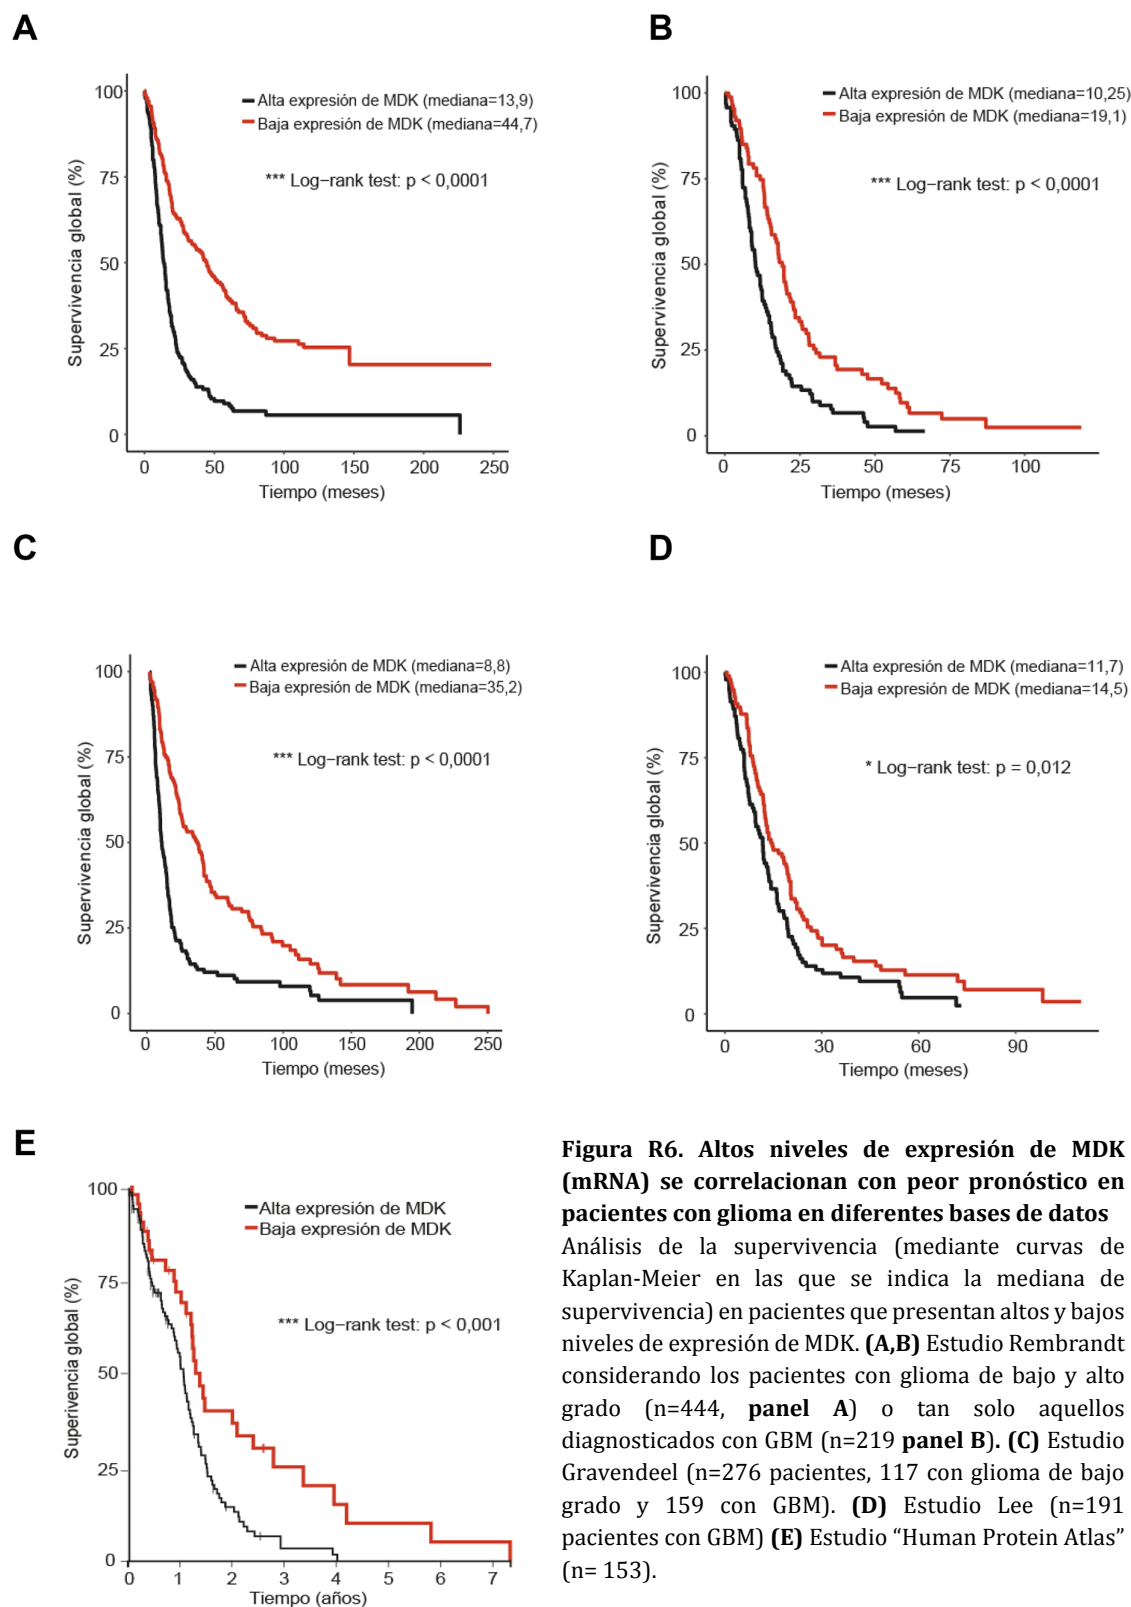 A
100
75
50
25
0
Supervivencia global (%)
Alta expresión de MDK (mediana=13,9)
Baja expresión de MDK (mediana=44,7)
*** Log−rank test: p < 0,0001
0 50 100 150 200 250
Tiempo (meses)
B
100
75
50
25
0
Supervivencia global (%)
Alta expresión de MDK (mediana=10,25)
Baja expresión de MDK (mediana=19,1)
*** Log−rank test: p < 0,0001
0 25 50 75 100
Tiempo (meses)
C
100
75
50
25
0
Supervivencia global (%)
Alta expresión de MDK (mediana=8,8)
Baja expresión de MDK (mediana=35,2)
*** Log−rank test: p < 0,0001
0 50 100 150 200 250
Tiempo (meses)
D
100
75
50
25
0
Supervivencia global (%)
Alta expresión de MDK (mediana=11,7)
Baja expresión de MDK (mediana=14,5)
* Log−rank test: p = 0,012
0 30 60 90
Tiempo (meses)
E
100
75
50
25
0
Superivencia global (%)
Alta expresión de MDK
Baja expresión de MDK
*** Log−rank test: p < 0,001
0 1 2 3 4 5 6 7
Tiempo (años)
Figura R6. Altos niveles de expresión de MDK
(mRNA) se correlacionan con peor pronóstico en
pacientes con glioma en diferentes bases de datos
Análisis de la supervivencia (mediante curvas de
Kaplan-Meier en las que se indica la mediana de
supervivencia) en pacientes que presentan altos y bajos
niveles de expresión de MDK. (A,B) Estudio Rembrandt
considerando los pacientes con glioma de bajo y alto
grado (n=444, panel A) o tan solo aquellos
diagnosticados con GBM (n=219 panel B). (C) Estudio
Gravendeel (n=276 pacientes, 117 con glioma de bajo
grado y 159 con GBM). (D) Estudio Lee (n=191
pacientes con GBM) (E) Estudio “Human Protein Atlas”
(n= 153).